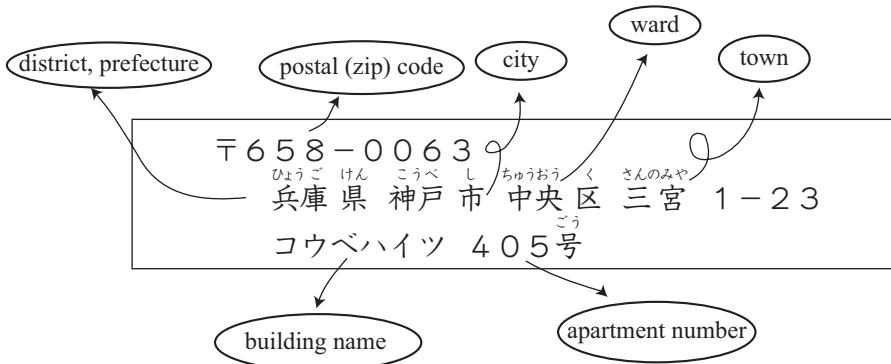 ward
district, prefecture
postal (zip) code
city
town
〒658-0063
ひょうご けん こうべ し ちゅうおう く さんのみや
兵庫 県 神戸 市 中央 区 三宮 1-23
ごう
コウベハイツ 405号
building name
apartment number